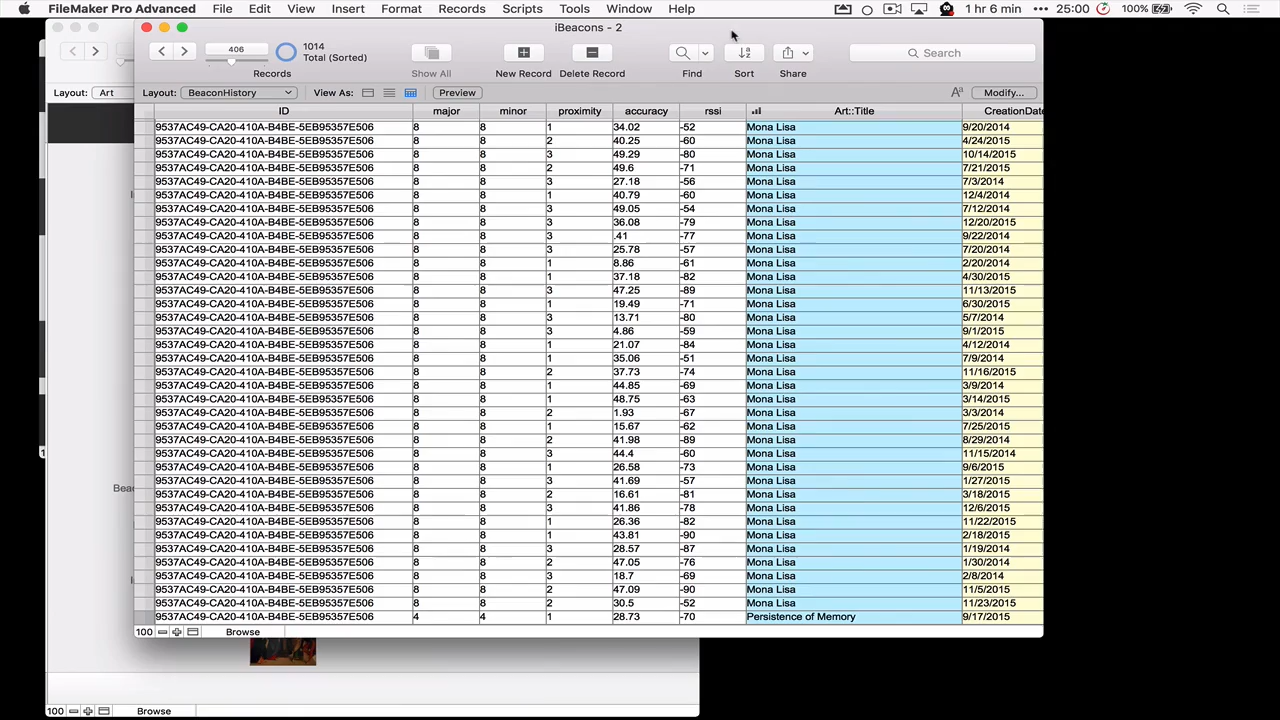 FileMaker Pro Advanced File Edit View Insert Format Records Scripts Tools Window Help 1 hr 6 min 25:00 100%
iBeacons - 2
406 1014 Total (Sorted) Search
Records Show All New Record Delete Record Find Sort Share
Layout: Art
Layout: BeaconHistory View As: Preview Modify...
ID major minor proximity accuracy rssi Art::Title CreationDate
9537AC49-CA20-410A-B4BE-5EB95357E506 8 8 1 34.02 -52 Mona Lisa 9/20/2014
9537AC49-CA20-410A-B4BE-5EB95357E506 8 8 2 40.25 -60 Mona Lisa 4/24/2015
9537AC49-CA20-410A-B4BE-5EB95357E506 8 8 3 49.29 -80 Mona Lisa 10/14/2015
9537AC49-CA20-410A-B4BE-5EB95357E506 8 8 2 49.6 -71 Mona Lisa 7/21/2015
9537AC49-CA20-410A-B4BE-5EB95357E506 8 8 3 27.18 -56 Mona Lisa 7/3/2014
9537AC49-CA20-410A-B4BE-5EB95357E506 8 8 1 40.79 -60 Mona Lisa 12/4/2014
9537AC49-CA20-410A-B4BE-5EB95357E506 8 8 3 49.05 -54 Mona Lisa 7/12/2014
9537AC49-CA20-410A-B4BE-5EB95357E506 8 8 3 36.08 -79 Mona Lisa 12/20/2015
9537AC49-CA20-410A-B4BE-5EB95357E506 8 8 3 .41 -77 Mona Lisa 9/22/2014
9537AC49-CA20-410A-B4BE-5EB95357E506 8 8 3 25.78 -57 Mona Lisa 7/20/2014
9537AC49-CA20-410A-B4BE-5EB95357E506 8 8 1 8.86 -61 Mona Lisa 2/20/2014
9537AC49-CA20-410A-B4BE-5EB95357E506 8 8 1 37.18 -82 Mona Lisa 4/30/2015
9537AC49-CA20-410A-B4BE-5EB95357E506 8 8 3 47.25 -89 Mona Lisa 11/13/2015
9537AC49-CA20-410A-B4BE-5EB95357E506 8 8 1 19.49 -71 Mona Lisa 6/30/2015
9537AC49-CA20-410A-B4BE-5EB95357E506 8 8 3 13.71 -80 Mona Lisa 5/7/2014
9537AC49-CA20-410A-B4BE-5EB95357E506 8 8 3 4.86 -59 Mona Lisa 9/1/2015
9537AC49-CA20-410A-B4BE-5EB95357E506 8 8 1 21.07 -84 Mona Lisa 4/12/2014
9537AC49-CA20-410A-B4BE-5EB95357E506 8 8 1 35.06 -51 Mona Lisa 7/9/2014
9537AC49-CA20-410A-B4BE-5EB95357E506 8 8 2 37.73 -74 Mona Lisa 11/16/2015
9537AC49-CA20-410A-B4BE-5EB95357E506 8 8 1 44.85 -69 Mona Lisa 3/9/2014
9537AC49-CA20-410A-B4BE-5EB95357E506 8 8 1 48.75 -63 Mona Lisa 3/14/2015
9537AC49-CA20-410A-B4BE-5EB95357E506 8 8 2 1.93 -67 Mona Lisa 3/3/2014
9537AC49-CA20-410A-B4BE-5EB95357E506 8 8 1 15.67 -62 Mona Lisa 7/25/2015
9537AC49-CA20-410A-B4BE-5EB95357E506 8 8 2 41.98 -89 Mona Lisa 8/29/2014
9537AC49-CA20-410A-B4BE-5EB95357E506 8 8 3 44.4 -60 Mona Lisa 11/15/2014
9537AC49-CA20-410A-B4BE-5EB95357E506 8 8 1 26.58 -73 Mona Lisa 9/6/2015
9537AC49-CA20-410A-B4BE-5EB95357E506 8 8 3 41.69 -57 Mona Lisa 1/27/2015
9537AC49-CA20-410A-B4BE-5EB95357E506 8 8 2 16.61 -81 Mona Lisa 3/18/2015
9537AC49-CA20-410A-B4BE-5EB95357E506 8 8 3 41.86 -78 Mona Lisa 12/6/2015
9537AC49-CA20-410A-B4BE-5EB95357E506 8 8 1 26.36 -82 Mona Lisa 11/22/2015
9537AC49-CA20-410A-B4BE-5EB95357E506 8 8 1 43.81 -90 Mona Lisa 2/18/2015
9537AC49-CA20-410A-B4BE-5EB95357E506 8 8 3 28.57 -87 Mona Lisa 1/19/2014
9537AC49-CA20-410A-B4BE-5EB95357E506 8 8 2 47.05 -76 Mona Lisa 1/30/2014
9537AC49-CA20-410A-B4BE-5EB95357E506 8 8 3 18.7 -69 Mona Lisa 2/8/2014
9537AC49-CA20-410A-B4BE-5EB95357E506 8 8 2 47.09 -90 Mona Lisa 11/5/2015
9537AC49-CA20-410A-B4BE-5EB95357E506 8 8 2 30.5 -52 Mona Lisa 11/23/2015
9537AC49-CA20-410A-B4BE-5EB95357E506 4 4 1 28.73 -70 Persistence of Memory 9/17/2015
100 Browse
100 Browse